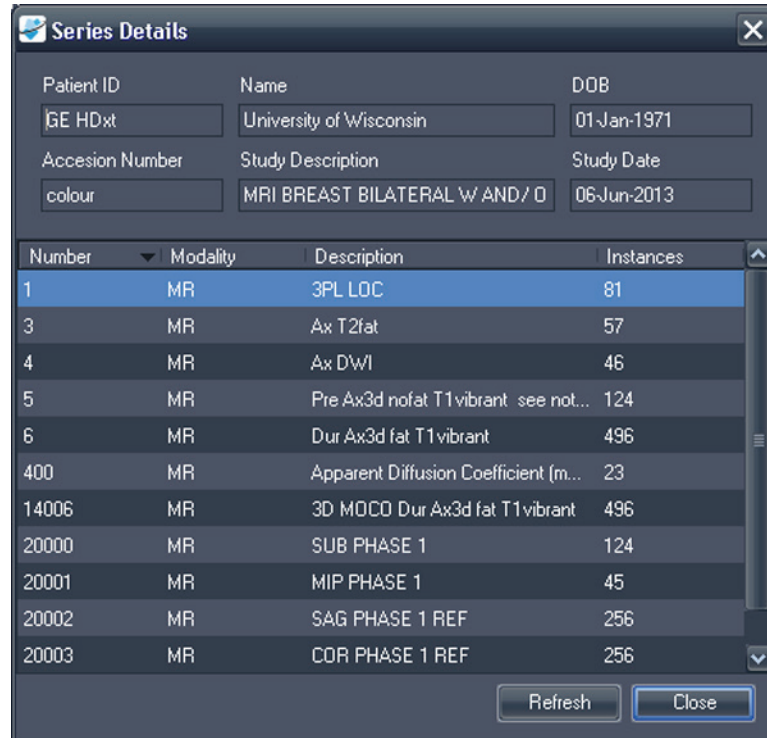 Series Details
Patient ID Name DOB
GE HDxt University of Wisconsin 01-Jan-1971
Accesion Number Study Description Study Date
colour MRI BREAST BILATERAL W AND/ O 06-Jun-2013
Number Modality Description Instances
1 MR 3PL LOC 81
3 MR Ax T2fat 57
4 MR Ax DWI 46
5 MR Pre Ax3d nofat T1vibrant see not... 124
6 MR Dur Ax3d fat T1vibrant 496
400 MR Apparent Diffusion Coefficient (m... 23
14006 MR 3D MOCO Dur Ax3d fat T1vibrant 496
20000 MR SUB PHASE 1 124
20001 MR MIP PHASE 1 45
20002 MR SAG PHASE 1 REF 256
20003 MR COR PHASE 1 REF 256
Refresh Close